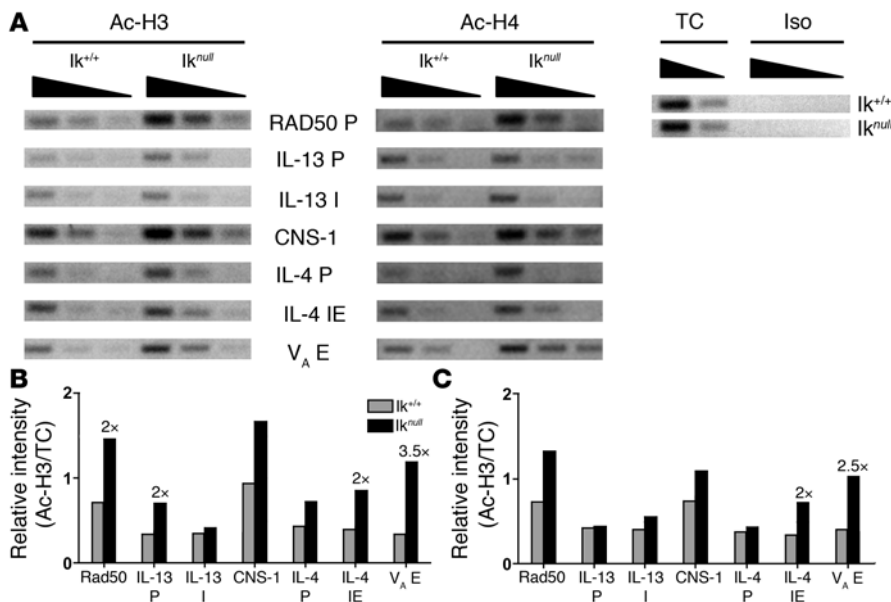 A
Ac-H3
Ac-H4
TC Iso
Ik+/+ Iknull
Ik+/+ Iknull
Ik+/+
Iknull
RAD50 P
IL-13 P
IL-13 I
CNS-1
IL-4 P
IL-4 IE
VA E
B
Relative intensity
(Ac-H3/TC)
2
1
0
2×
2×
2×
3.5×
Ik+/+
Iknull
Rad50 IL-13 IL-13 CNS-1 IL-4 IL-4 VA E
P I P IE
C
Relative intensity
(Ac-H3/TC)
2
1
0
2×
2.5×
Rad50 IL-13 IL-13 CNS-1 IL-4 IL-4 VA E
P I P IE